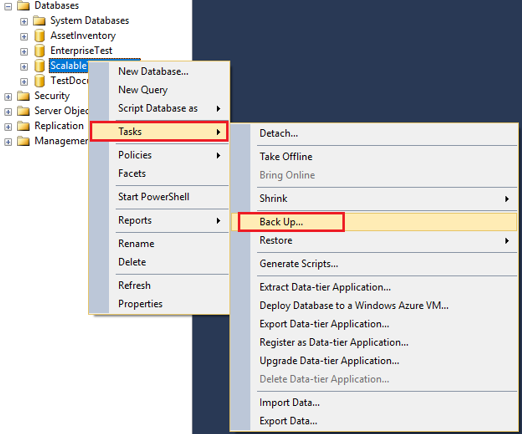 Databases
System Databases
AssetInventory
EnterpriseTest
Scalable
TestDocu
Security
Server Objec
Replication
Managemen
New Database...
New Query
Script Database as
Tasks
Policies
Facets
Start PowerShell
Reports
Rename
Delete
Refresh
Properties
Detach...
Take Offline
Bring Online
Shrink
Back Up...
Restore
Generate Scripts...
Extract Data-tier Application...
Deploy Database to a Windows Azure VM...
Export Data-tier Application...
Register as Data-tier Application...
Upgrade Data-tier Application...
Delete Data-tier Application...
Import Data...
Export Data...